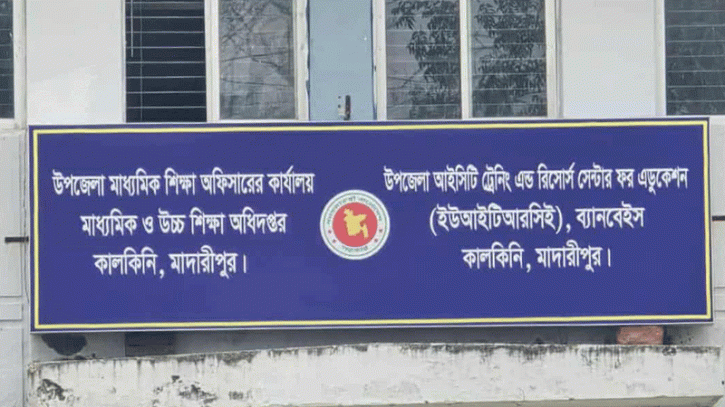 উপজেলা মাধ্যমিক শিক্ষা অফিসারের কার্যালয়
মাধ্যমিক ও উচ্চ শিক্ষা অধিদপ্তর
কালকিনি, মাদারীপুর।
উপজেলা আইসিটি ট্রেনিং এন্ড রিসোর্স সেন্টার ফর এডুকেশন
(ইউআইটিআরসিই), ব্যানবেইস
কালকিনি, মাদারীপুর।